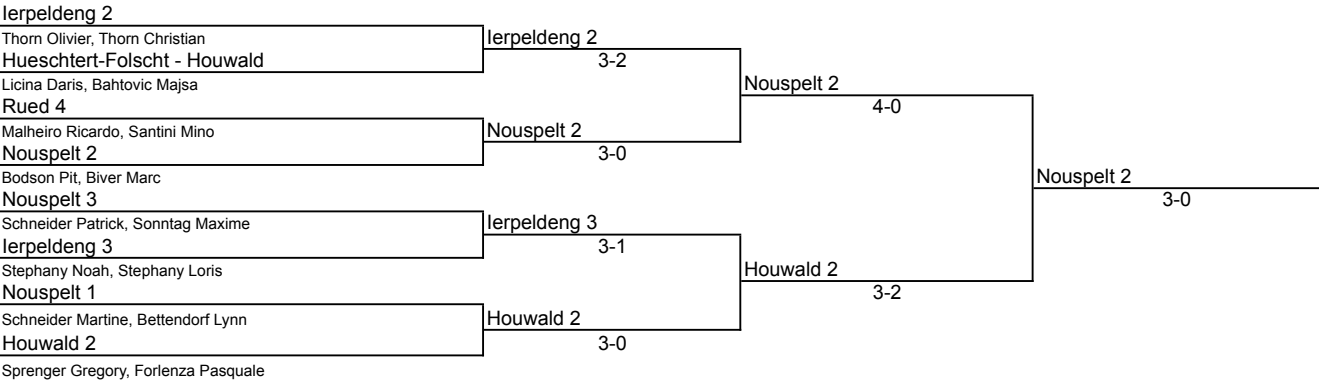 Ierpeldeng 2
Thorn Olivier, Thorn Christian
Hueschtert-Folscht - Houwald
Licina Daris, Bahtovic Majsa
Rued 4
Malheiro Ricardo, Santini Mino
Nouspelt 2
Bodson Pit, Biver Marc
Nouspelt 3
Schneider Patrick, Sonntag Maxime
Ierpeldeng 3
Stephany Noah, Stephany Loris
Nouspelt 1
Schneider Martine, Bettendorf Lynn
Houwald 2
Sprenger Gregory, Forlenza Pasquale
Ierpeldeng 2
3-2
Nouspelt 2
3-0
Ierpeldeng 3
3-1
Houwald 2
3-0
Nouspelt 2
4-0
Houwald 2
3-2
Nouspelt 2
3-0